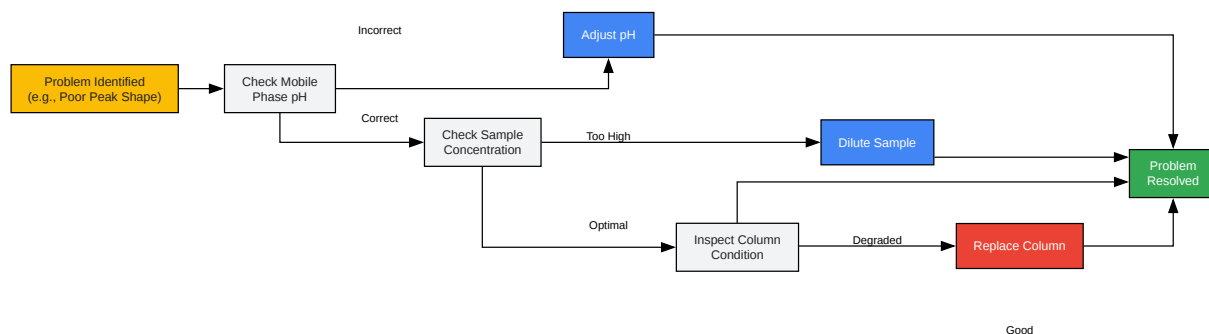 Incorrect
Adjust pH
Problem Identified
(e.g., Poor Peak Shape)
Check Mobile
Phase pH
Correct
Check Sample
Concentration
Too High
Dilute Sample
Problem
Resolved
Optimal
Inspect Column
Condition
Degraded
Replace Column
Good